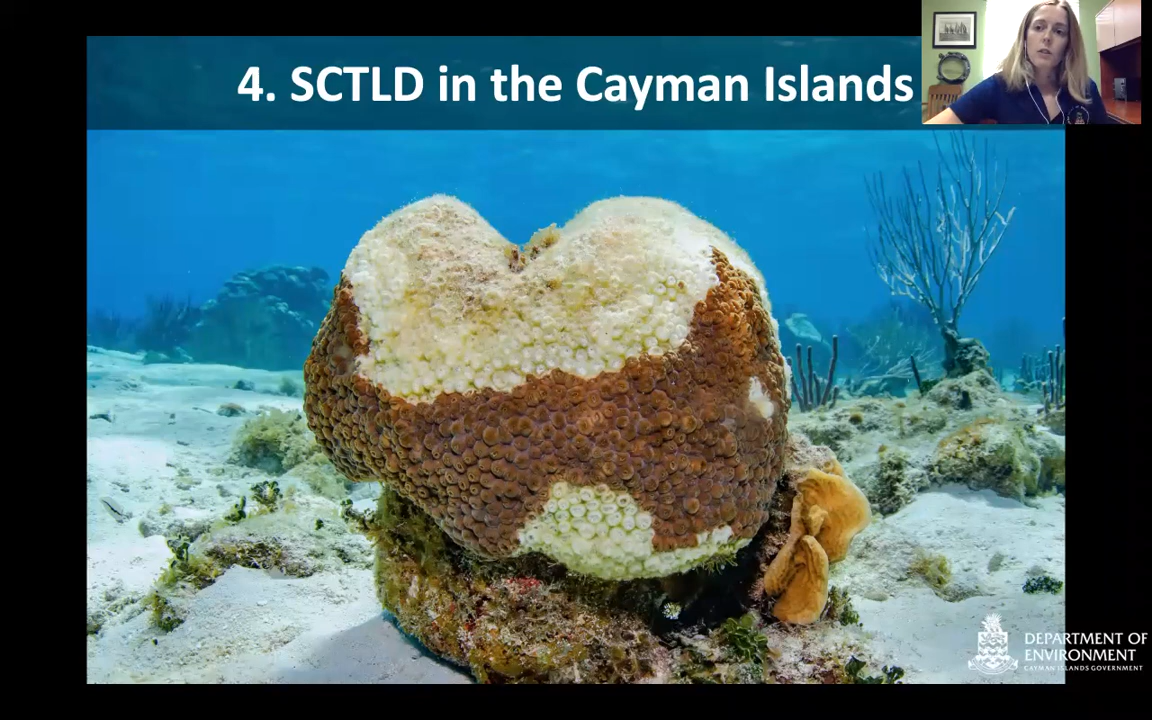 4. SCTLD in the Cayman Islands
DEPARTMENT OF
ENVIRONMENT
CAYMAN ISLANDS GOVERNMENT